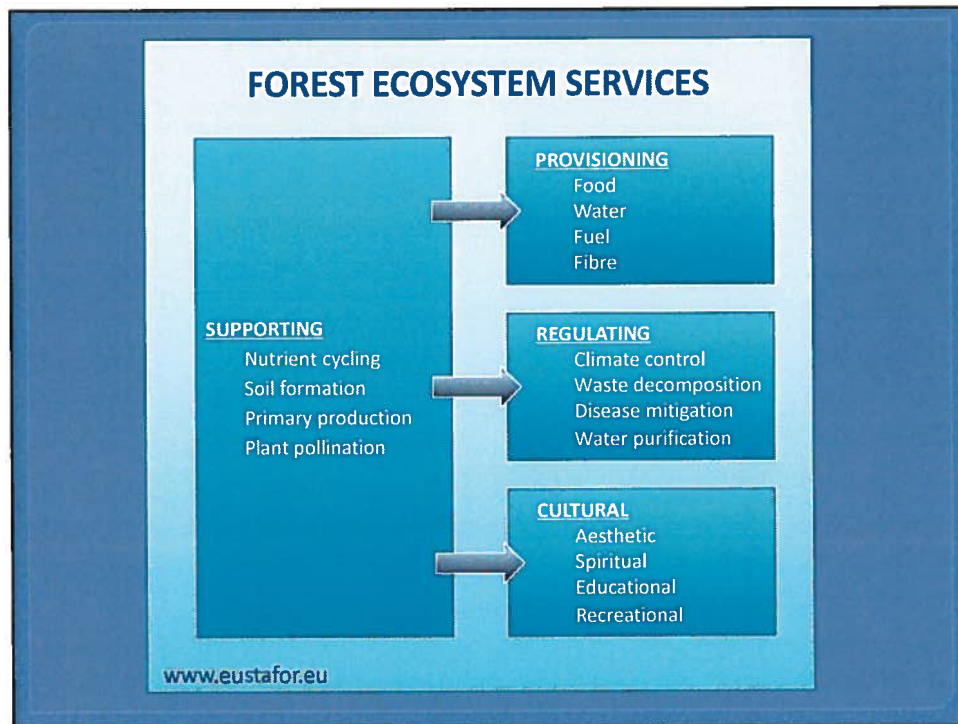 FOREST ECOSYSTEM SERVICES
SUPPORTING
Nutrient cycling
Soil formation
Primary production
Plant pollination
PROVISIONING
Food
Water
Fuel
Fibre
REGULATING
Climate control
Waste decomposition
Disease mitigation
Water purification
CULTURAL
Aesthetic
Spiritual
Educational
Recreational
www.eustafor.eu